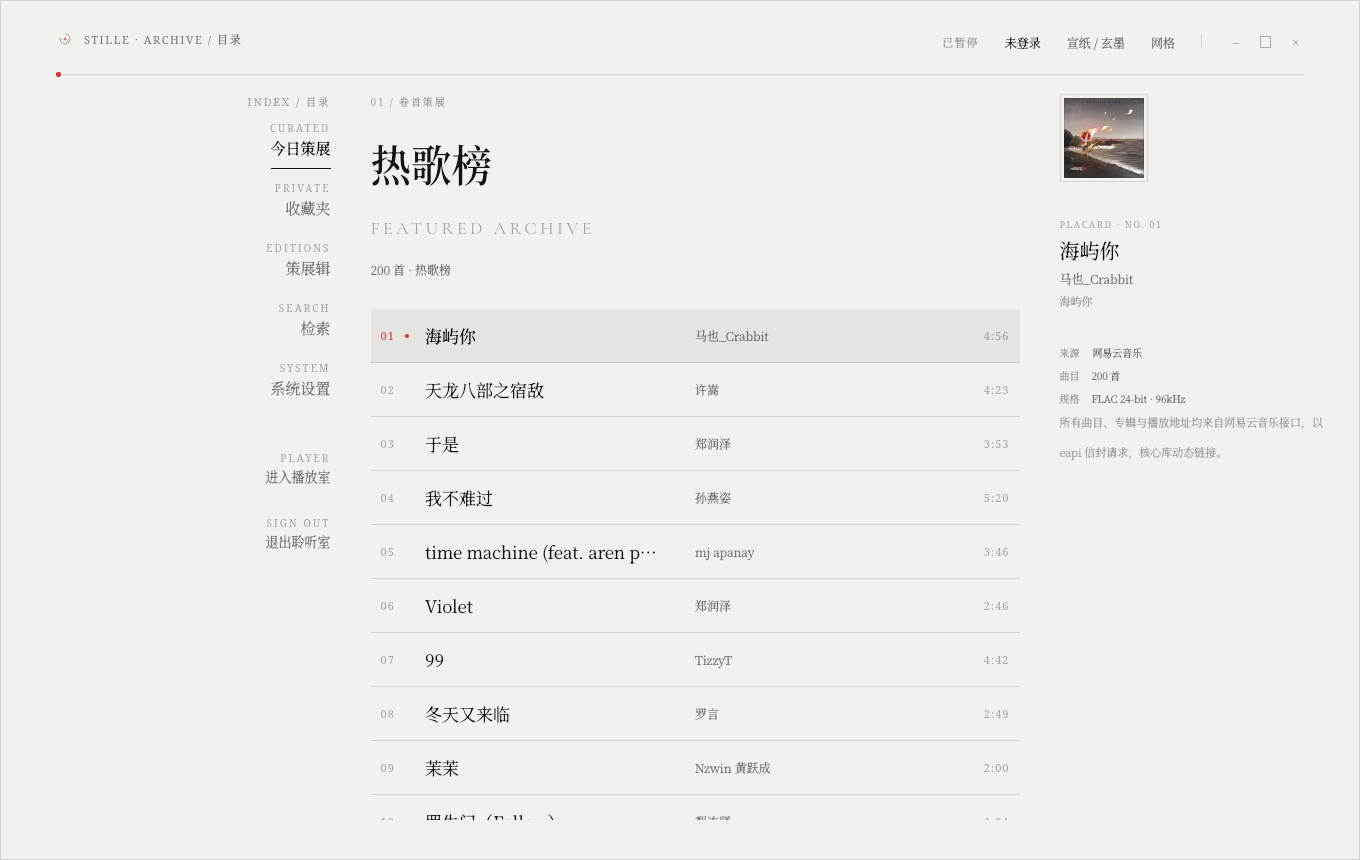 STILLE · ARCHIVE / 目录
已暂停 未登录 宣纸 / 玄墨 网格
INDEX / 目录
CURATED
今日策展
PRIVATE
收藏夹
EDITIONS
策展辑
SEARCH
检索
SYSTEM
系统设置
PLAYER
进入播放室
SIGN OUT
退出聆听室
01 / 卷首策展
热歌榜
FEATURED ARCHIVE
200 首 · 热歌榜
01 海屿你 马也_Crabbit 4:56
02 天龙八部之宿敌 许嵩 4:23
03 于是 郑润泽 3:53
04 我不难过 孙燕姿 5:20
05 time machine (feat. aren p··· mj apanay 3:46
06 Violet 郑润泽 2:46
07 99 TizzyT 4:42
08 冬天又来临 罗言 2:49
09 茉茉 Nzwin 黄跃成 2:00
PLACARD · NO. 01
海屿你
马也_Crabbit
海屿你
来源 网易云音乐
曲目 200 首
规格 FLAC 24-bit · 96kHz
所有曲目、专辑与播放地址均来自网易云音乐接口，以
eapi 信封请求，核心库动态链接。